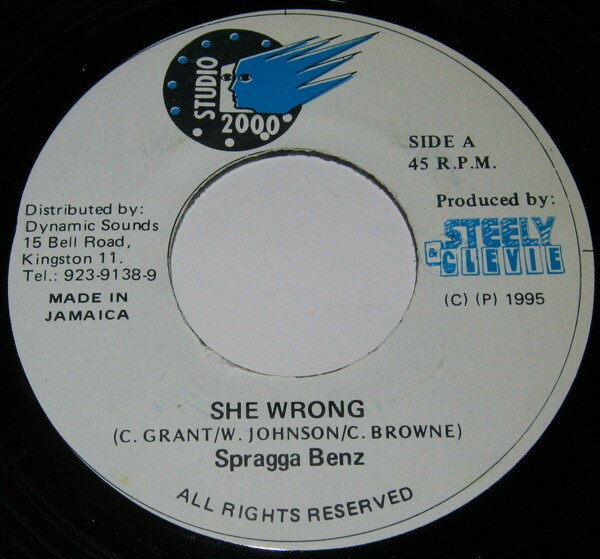 STUDIO
2000
SIDE A
45 R.P.M.
Distributed by:
Dynamic Sounds
15 Bell Road,
Kingston 11.
Tel.: 923-9138-9
MADE IN
JAMAICA
Produced by:
STEELY
& CLEVIE
(C) (P) 1995
SHE WRONG
(C. GRANT/W. JOHNSON/C. BROWNE)
Spragga Benz
ALL RIGHTS RESERVED